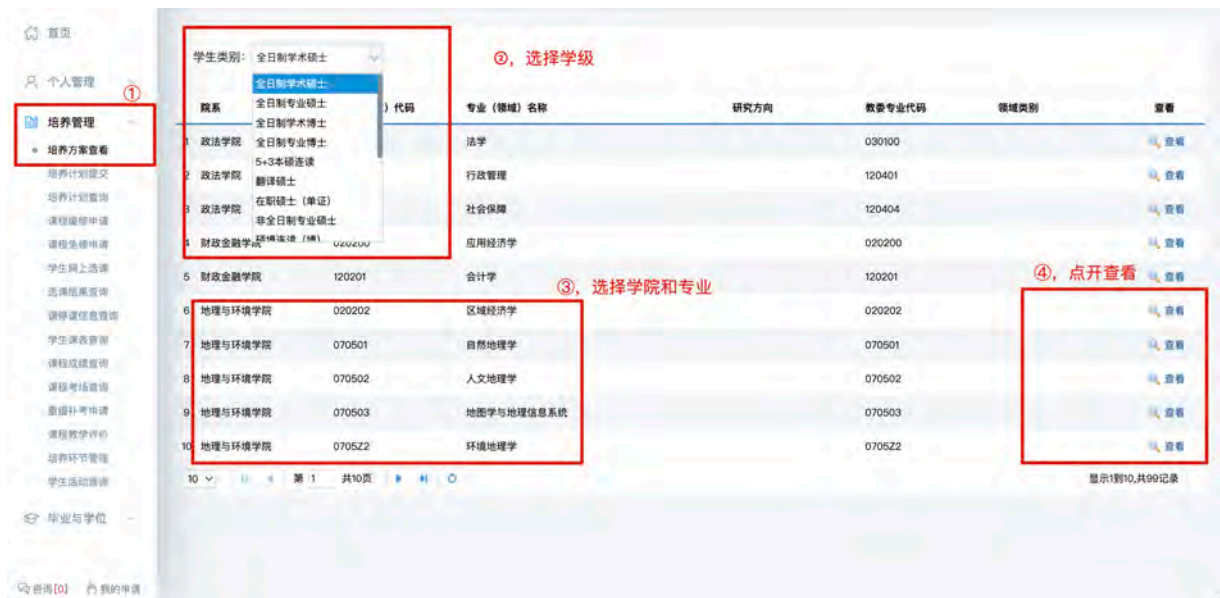 首页
个人管理
①
培养管理
培养方案查看
培养计划提交
培养计划查询
课程缓修申请
课程免修申请
学生网上选课
选课结果查询
课停课信息查询
学生课表查询
课程成绩查询
课程考场查询
重缓补考申请
课程教学评价
培养环节管理
学生活动查询
毕业与学位
咨询[0] 我的申请
学生类别: 全日制学术硕士
②，选择学级
全日制学术硕士
全日制专业硕士
全日制学术博士
全日制专业博士
5+3本硕连读
翻译硕士
在职硕士（单证）
非全日制专业硕士
硕博连读（博）
院系 ）代码 专业（领域）名称 研究方向 教委专业代码 领域类别 查看
1 政法学院 法学 030100 查看
2 政法学院 行政管理 120401 查看
3 政法学院 社会保障 120404 查看
4 财政金融学院 020200 应用经济学 020200 查看
5 财政金融学院 120201 会计学 120201 查看
③，选择学院和专业
④，点开查看
6 地理与环境学院 020202 区域经济学 020202 查看
7 地理与环境学院 070501 自然地理学 070501 查看
8 地理与环境学院 070502 人文地理学 070502 查看
9 地理与环境学院 070503 地图学与地理信息系统 070503 查看
10 地理与环境学院 0705Z2 环境地理学 0705Z2 查看
10 第 1 共10页 显示1到10,共99记录